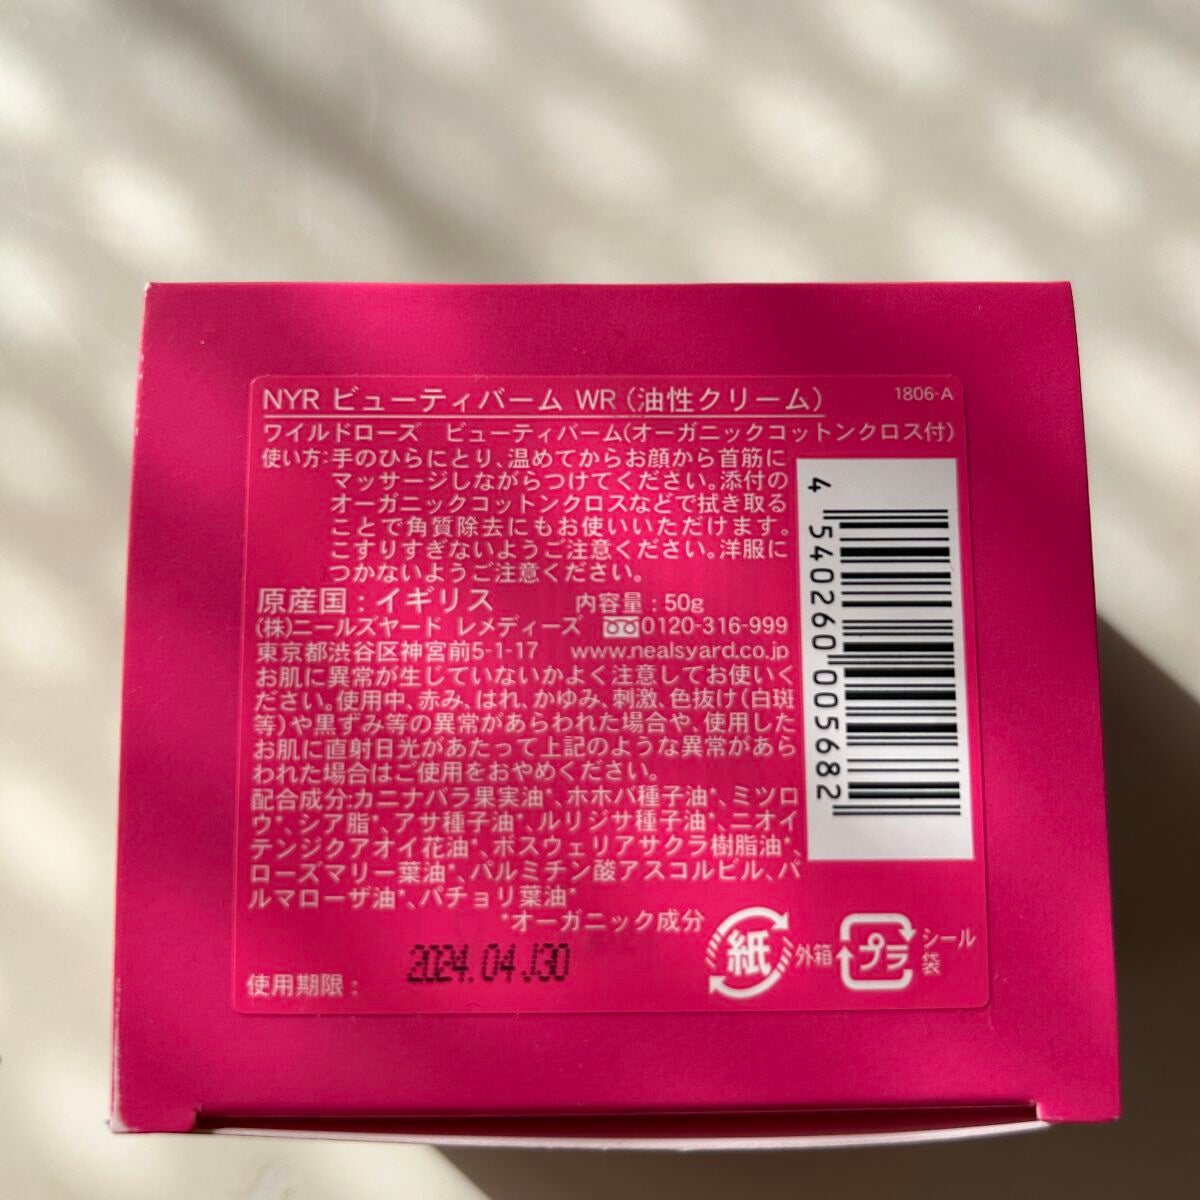 NYR ビューティバーム WR（油性クリーム） 1806-A
ワイルドローズ　ビューティバーム(オーガニックコットンクロス付)
使い方:手のひらにとり、温めてからお顔から首筋に
マッサージしながらつけてください。添付の
オーガニックコットンクロスなどで拭き取る
ことで角質除去にもお使いいただけます。
こすりすぎないようご注意ください。洋服に
つかないようご注意ください。
原産国：イギリス　内容量：50g
(株)ニールズヤード レメディーズ　0120-316-999
東京都渋谷区神宮前5-1-17　www.nealsyard.co.jp
お肌に異常が生じていないかよく注意してお使いく
ださい。使用中、赤み、はれ、かゆみ、刺激、色抜け(白斑
等)や黒ずみ等の異常があらわれた場合や、使用した
お肌に直射日光があたって上記のような異常があら
われた場合はご使用をおやめください。
配合成分:カニナバラ果実油*、ホホバ種子油*、ミツロ
ウ*、シア脂*、アサ種子油*、ルリジサ種子油*、ニオイ
テンジクアオイ花油*、ボスウェリアサクラ樹脂油*、
ローズマリー葉油*、パルミチン酸アスコルビル、パ
ルマローザ油*、パチョリ葉油*
*オーガニック成分
使用期限： 2024.04.30
紙 外箱 プラ シール
袋
4 540260 005682